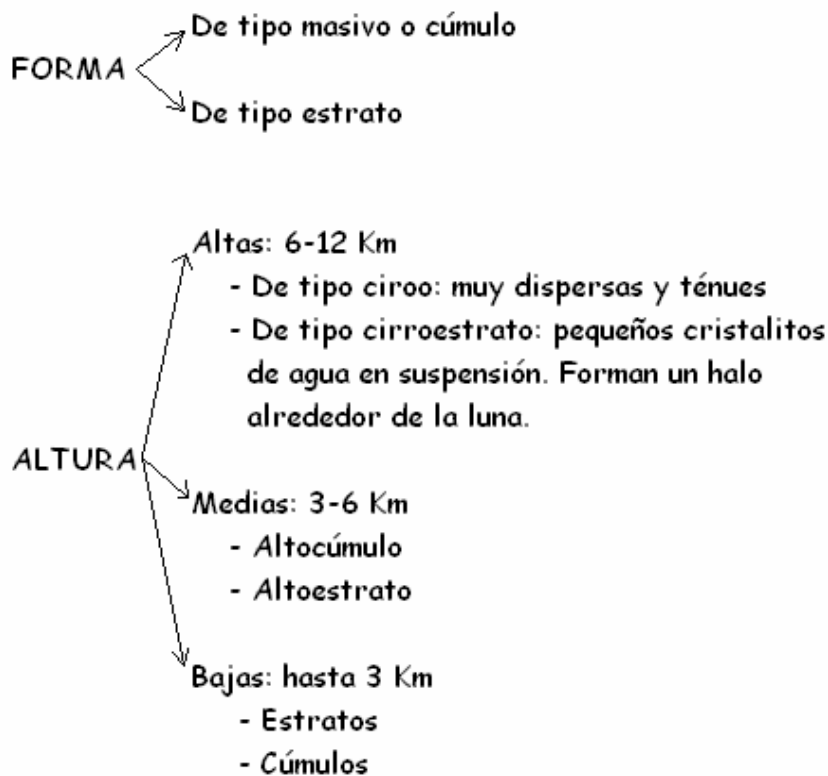 De tipo masivo o cúmulo
FORMA
De tipo estrato
Altas: 6-12 Km
- De tipo ciroo: muy dispersas y ténues
- De tipo cirroestrato: pequeños cristalitos
de agua en suspensión. Forman un halo
alrededor de la luna.
ALTURA
Medias: 3-6 Km
- Altocúmulo
- Altoestrato
Bajas: hasta 3 Km
- Estratos
- Cúmulos